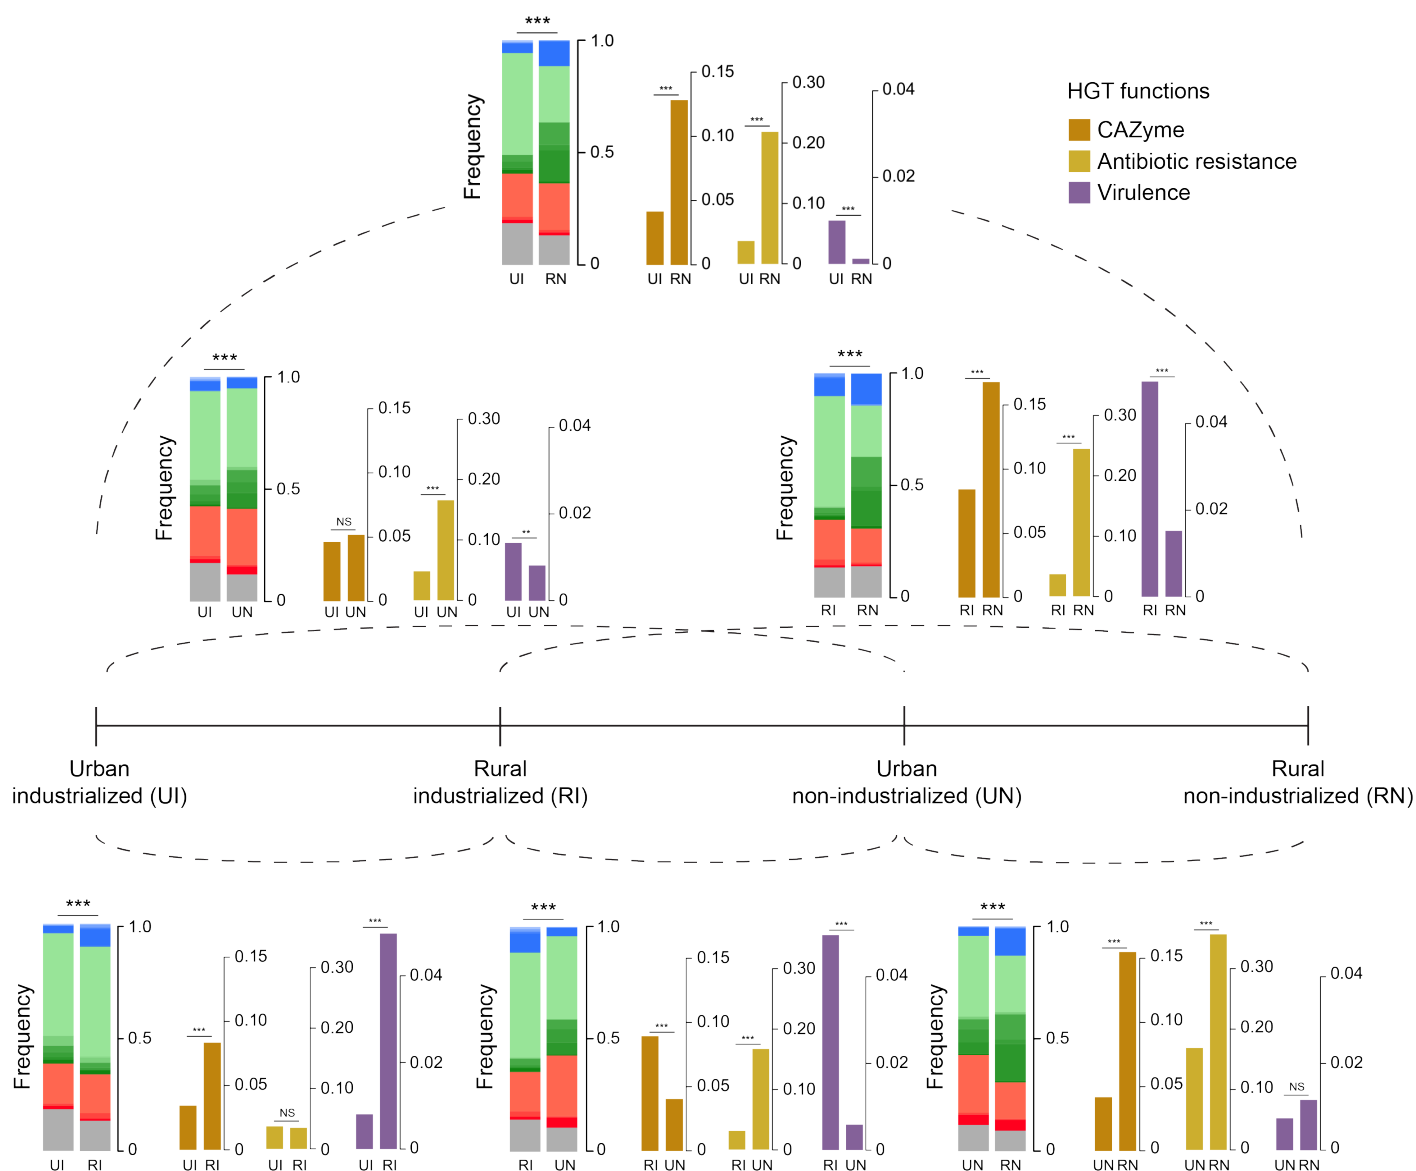 ***
1.0
0.5
0
Frequency
UI RN
***
0.15
0.10
0.05
0
UI RN
***
0.30
0.20
0.10
0
UI RN
***
0.04
0.02
0
UI RN
HGT functions
CAZyme
Antibiotic resistance
Virulence
***
1.0
0.5
0
Frequency
UI UN
NS
0.15
0.10
0.05
0
UI UN
***
0.30
0.20
0.10
0
UI UN
**
0.04
0.02
0
UI UN
***
1.0
0.5
0
Frequency
RI RN
***
0.15
0.10
0.05
0
RI RN
***
0.30
0.20
0.10
0
RI RN
***
0.04
0.02
0
RI RN
Urban
industrialized (UI)
Rural
industrialized (RI)
Urban
non-industrialized (UN)
Rural
non-industrialized (RN)
***
1.0
0.5
0
Frequency
UI RI
***
0.15
0.10
0.05
0
UI RI
NS
0.30
0.20
0.10
0
UI RI
***
0.04
0.02
0
UI RI
***
1.0
0.5
0
Frequency
RI UN
***
0.15
0.10
0.05
0
RI UN
***
0.30
0.20
0.10
0
RI UN
***
0.04
0.02
0
RI UN
***
1.0
0.5
0
Frequency
UN RN
***
0.15
0.10
0.05
0
UN RN
***
0.30
0.20
0.10
0
UN RN
NS
0.04
0.02
0
UN RN